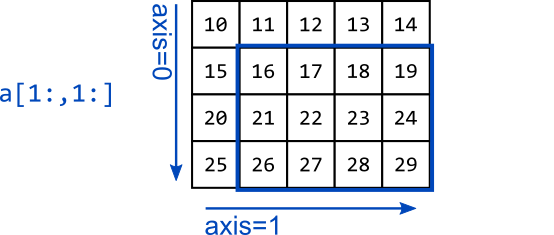 axis=0
10 11 12 13 14
15 16 17 18 19
a[1:,1:]
20 21 22 23 24
25 26 27 28 29
axis=1